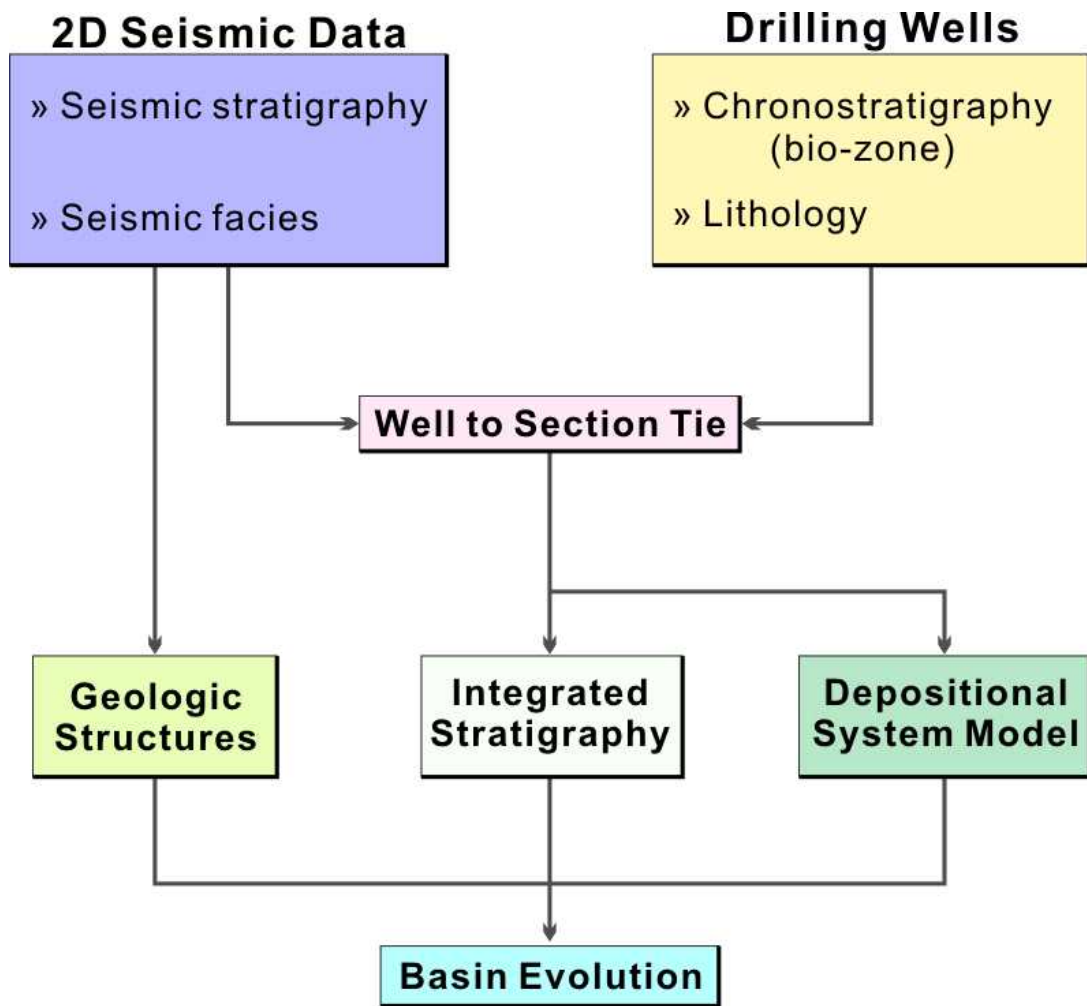 2D Seismic Data
» Seismic stratigraphy
» Seismic facies
Drilling Wells
» Chronostratigraphy
(bio-zone)
» Lithology
Well to Section Tie
Geologic
Structures
Integrated
Stratigraphy
Depositional
System Model
Basin Evolution